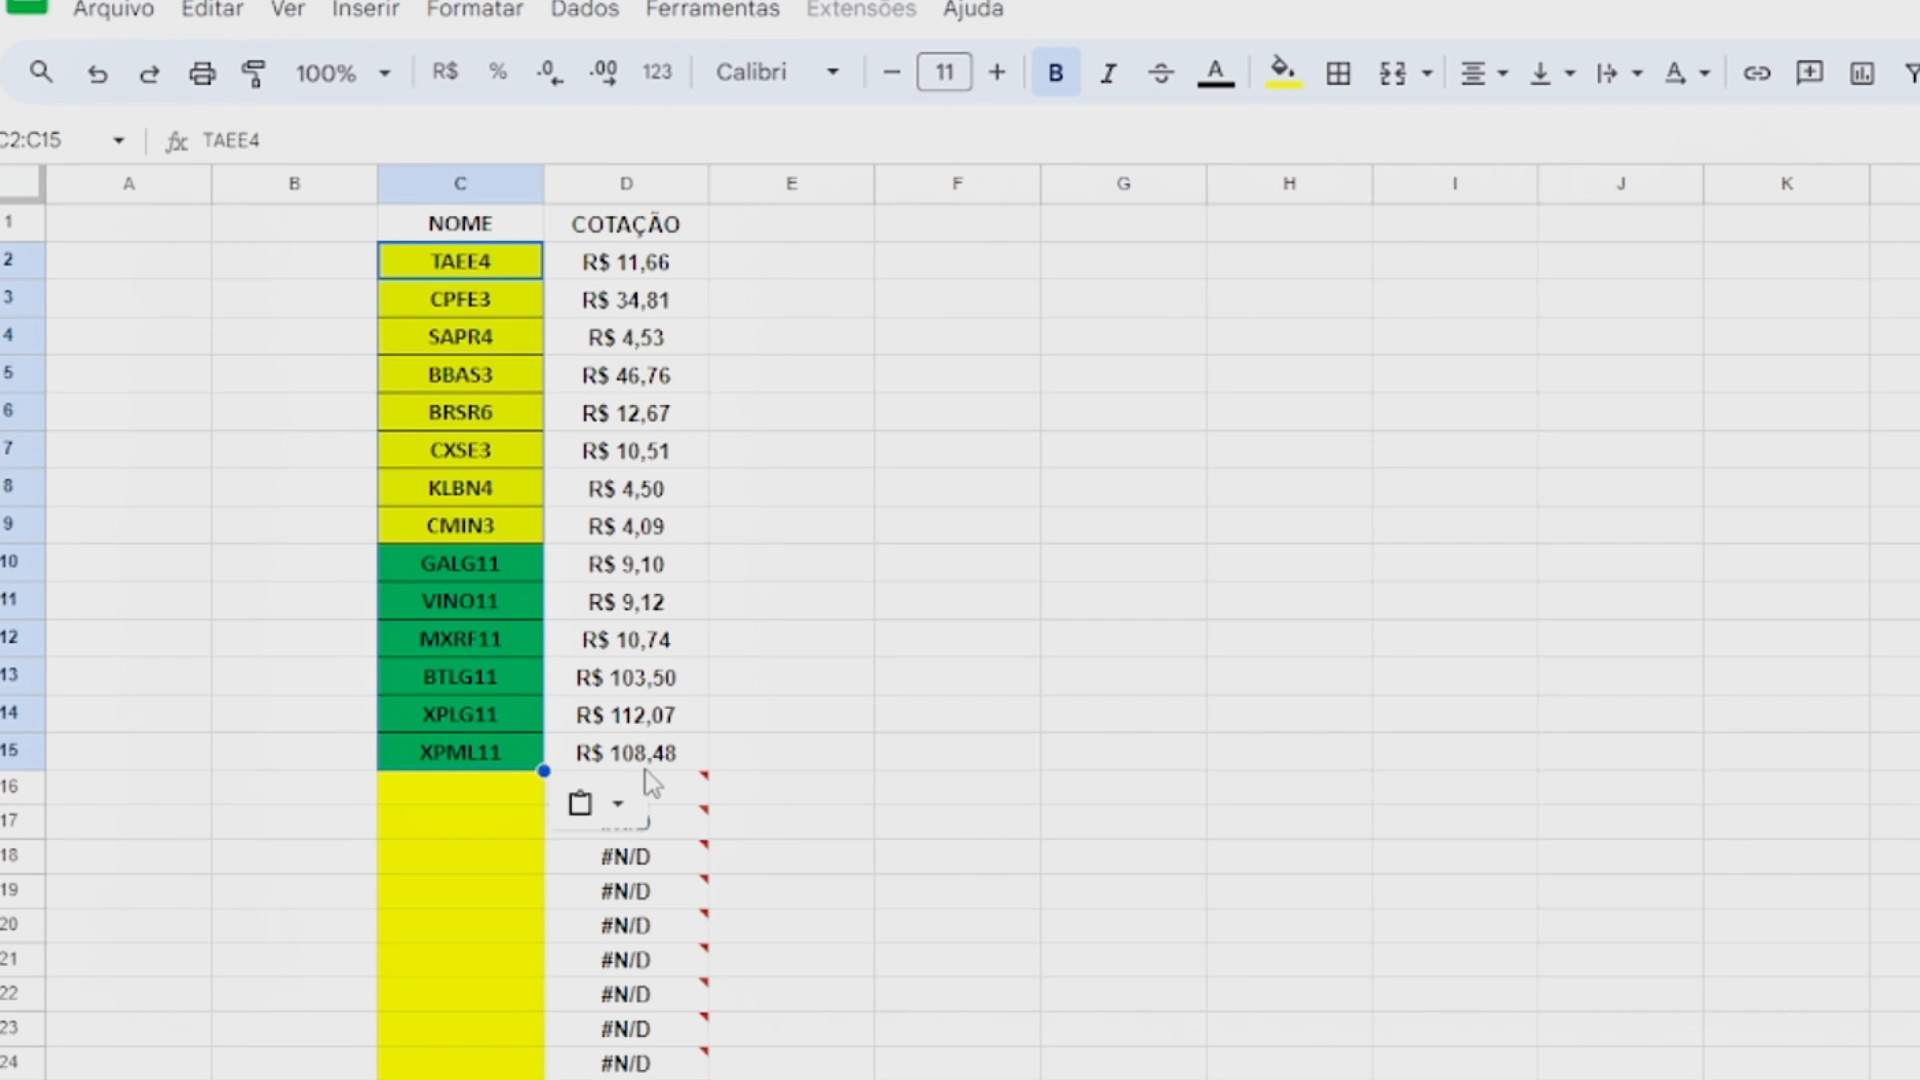 Arquivo Editar Ver Inserir Formatar Dados Ferramentas Extensões Ajuda
100% R$ % .0 .00 123 Calibri 11 B I A A
C2:C15 fx TAEE4
A B C D E F G H I J K
1 NOME COTAÇÃO
2 TAEE4 R$ 11,66
3 CPFE3 R$ 34,81
4 SAPR4 R$ 4,53
5 BBAS3 R$ 46,76
6 BRSR6 R$ 12,67
7 CXSE3 R$ 10,51
8 KLBN4 R$ 4,50
9 CMIN3 R$ 4,09
10 GALG11 R$ 9,10
11 VINO11 R$ 9,12
12 MXRF11 R$ 10,74
13 BTLG11 R$ 103,50
14 XPLG11 R$ 112,07
15 XPML11 R$ 108,48
16
17
18 #N/D
19 #N/D
20 #N/D
21 #N/D
22 #N/D
23 #N/D
24 #N/D